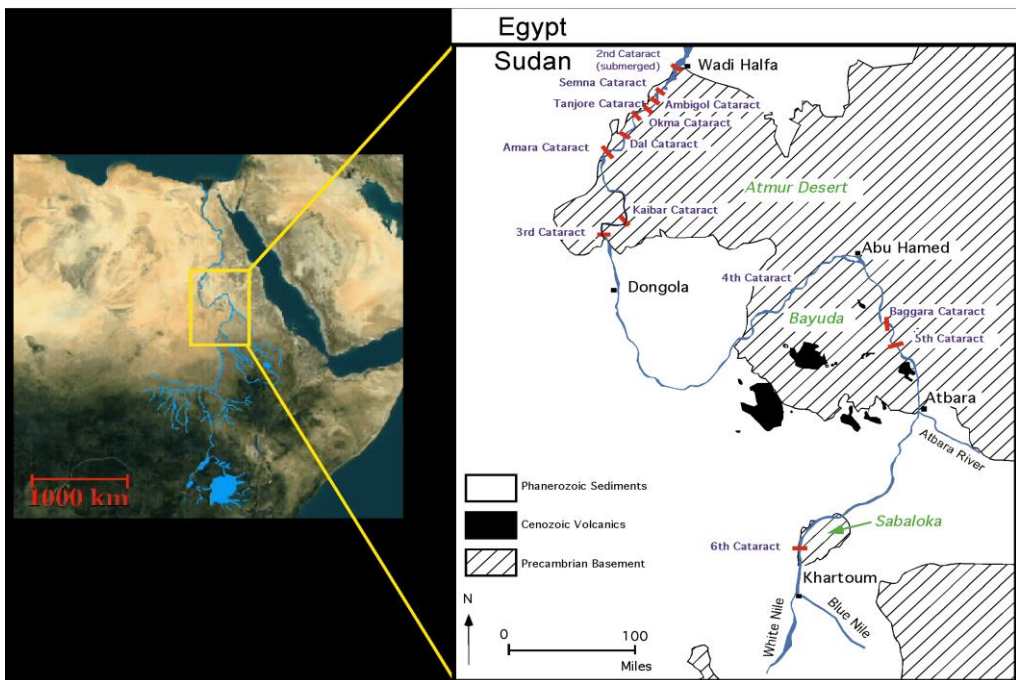 Egypt
Sudan
2nd Cataract
(submerged)
Wadi Halfa
Semna Cataract
Tanjore Cataract
Ambigol Cataract
Okma Cataract
Dal Cataract
Amara Cataract
Atmur Desert
Kaibar Cataract
3rd Cataract
Abu Hamed
4th Cataract
Dongola
Baggara Cataract
Bayuda
5th Cataract
Atbara
Atbara River
1000 km
Phanerozoic Sediments
Cenozoic Volcanics
Sabaloka
6th Cataract
Precambrian Basement
Khartoum
N
White Nile
Blue Nile
0 100
Miles